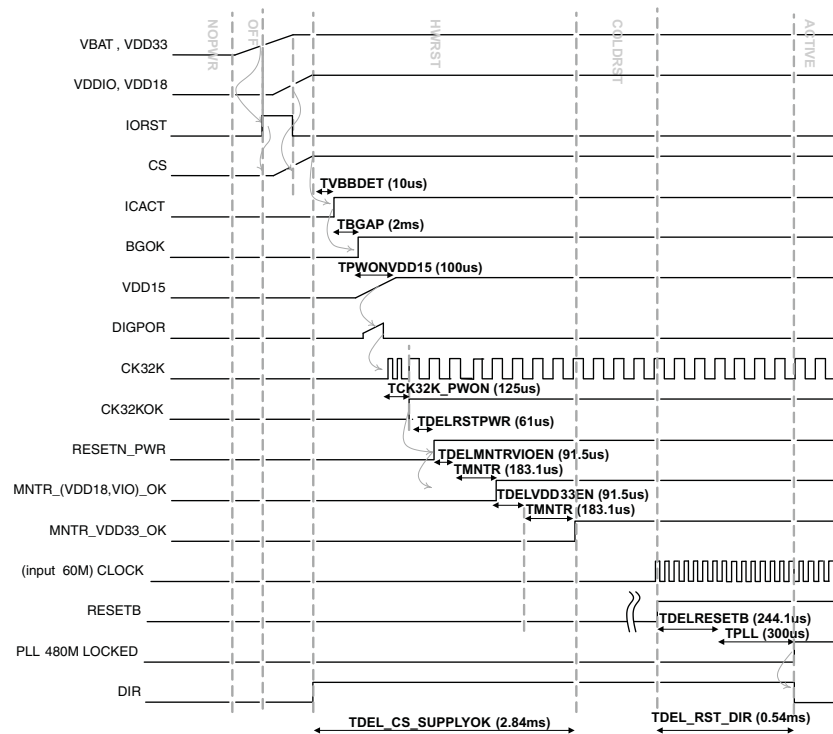 NOPWR
OFF
HWRST
COLDRST
ACTIVE
VBAT , VDD33
VDDIO, VDD18
IORST
CS
TVBBDET (10us)
ICACT
TBGAP (2ms)
BGOK
TPWONVDD15 (100us)
VDD15
DIGPOR
CK32K
TCK32K_PWON (125us)
CK32KOK
TDELRSTPWR (61us)
RESETN_PWR
TDELMNTRVIOEN (91.5us)
TMNTR (183.1us)
MNTR_(VDD18,VIO)_OK
TDELVDD33EN (91.5us)
TMNTR (183.1us)
MNTR_VDD33_OK
(input 60M) CLOCK
RESETB
TDELRESETB (244.1us)
TPLL (300us)
PLL 480M LOCKED
DIR
TDEL_CS_SUPPLYOK (2.84ms)
TDEL_RST_DIR (0.54ms)